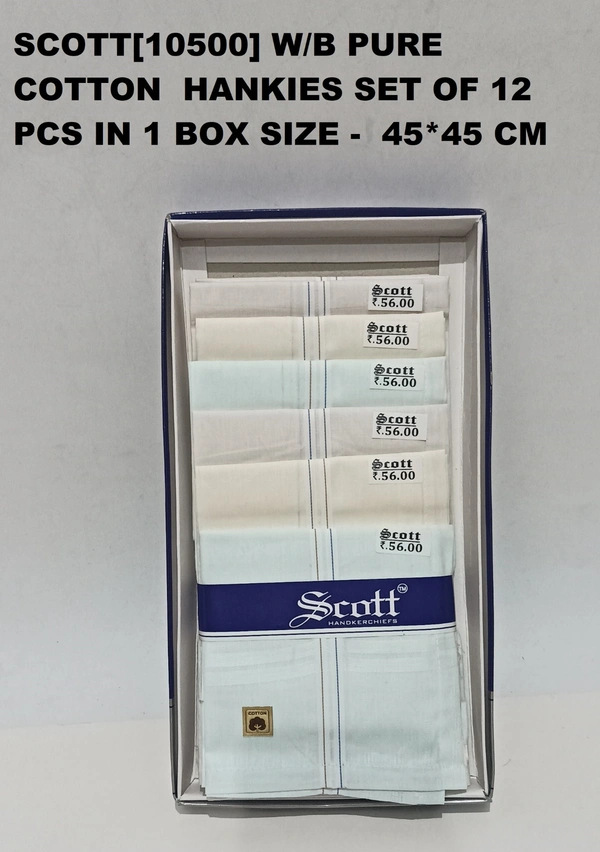 SCOTT[10500] W/B PURE
COTTON HANKIES SET OF 12
PCS IN 1 BOX SIZE - 45*45 CM
Scott
₹.56.00
Scott
₹.56.00
Scott
₹.56.00
Scott
₹.56.00
Scott
₹.56.00
Scott
₹.56.00
Scott™
HANDKERCHIEFS
COTTON